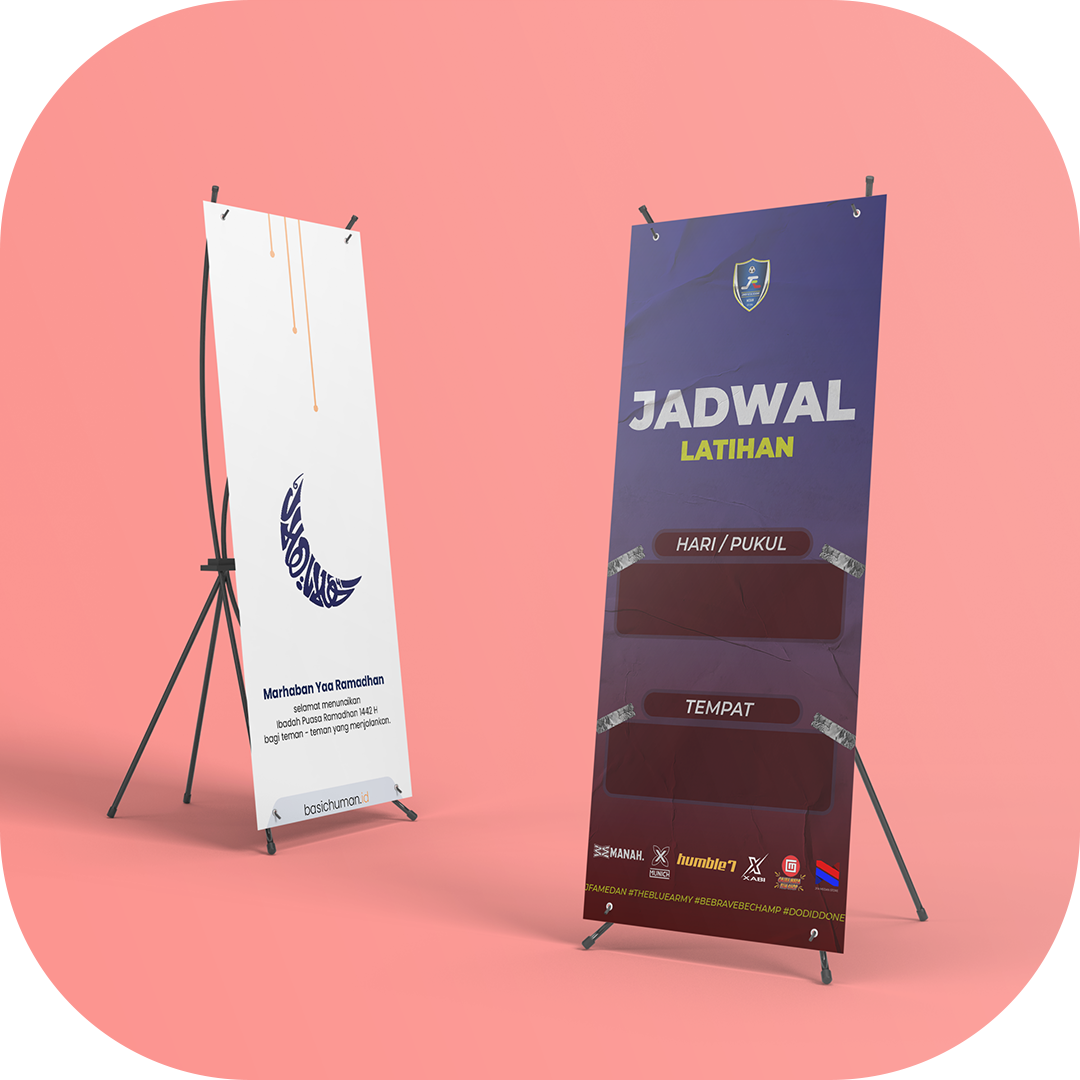 Marhaban Yaa Ramadhan
selamat menunaikan
Ibadah Puasa Ramadhan 1442 H
bagi teman - teman yang menjalankan.
basichuman.id
JF
JADWAL
LATIHAN
HARI / PUKUL
TEMPAT
MANAH.
MUNICH
humble7
XABI
JFAMEDAN #THEBLUEARMY #BEBRAVEBECHAMP #DODIDDONE